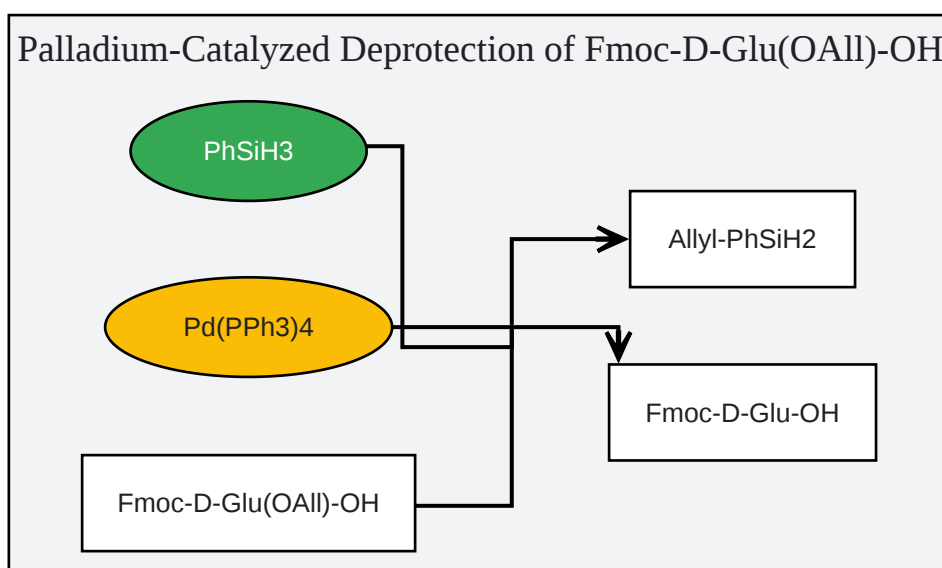 Palladium-Catalyzed Deprotection of Fmoc-D-Glu(OAll)-OH
PhSiH3
Allyl-PhSiH2
Pd(PPh3)4
Fmoc-D-Glu-OH
Fmoc-D-Glu(OAll)-OH